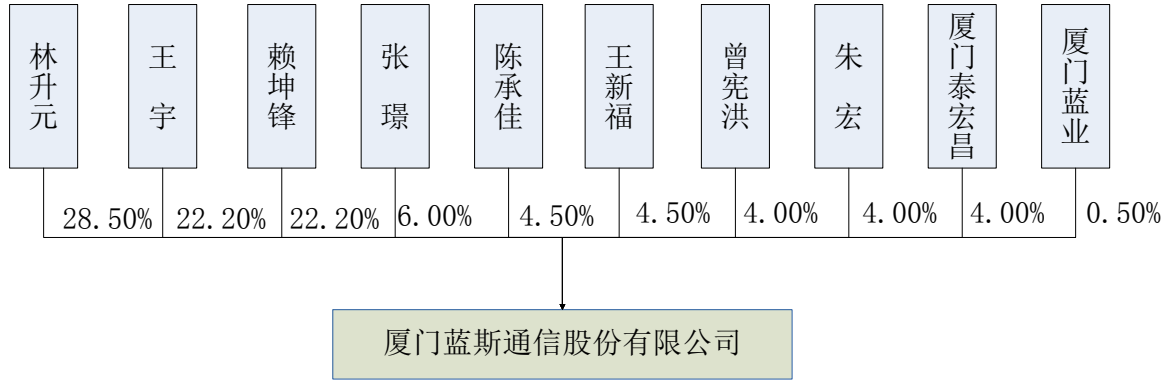 林升元
王宇
赖坤锋
张璟
陈承佳
王新福
曾宪洪
朱宏
厦门泰宏昌
厦门蓝业
28.50%
22.20%
22.20%
6.00%
4.50%
4.50%
4.00%
4.00%
4.00%
0.50%
厦门蓝斯通信股份有限公司